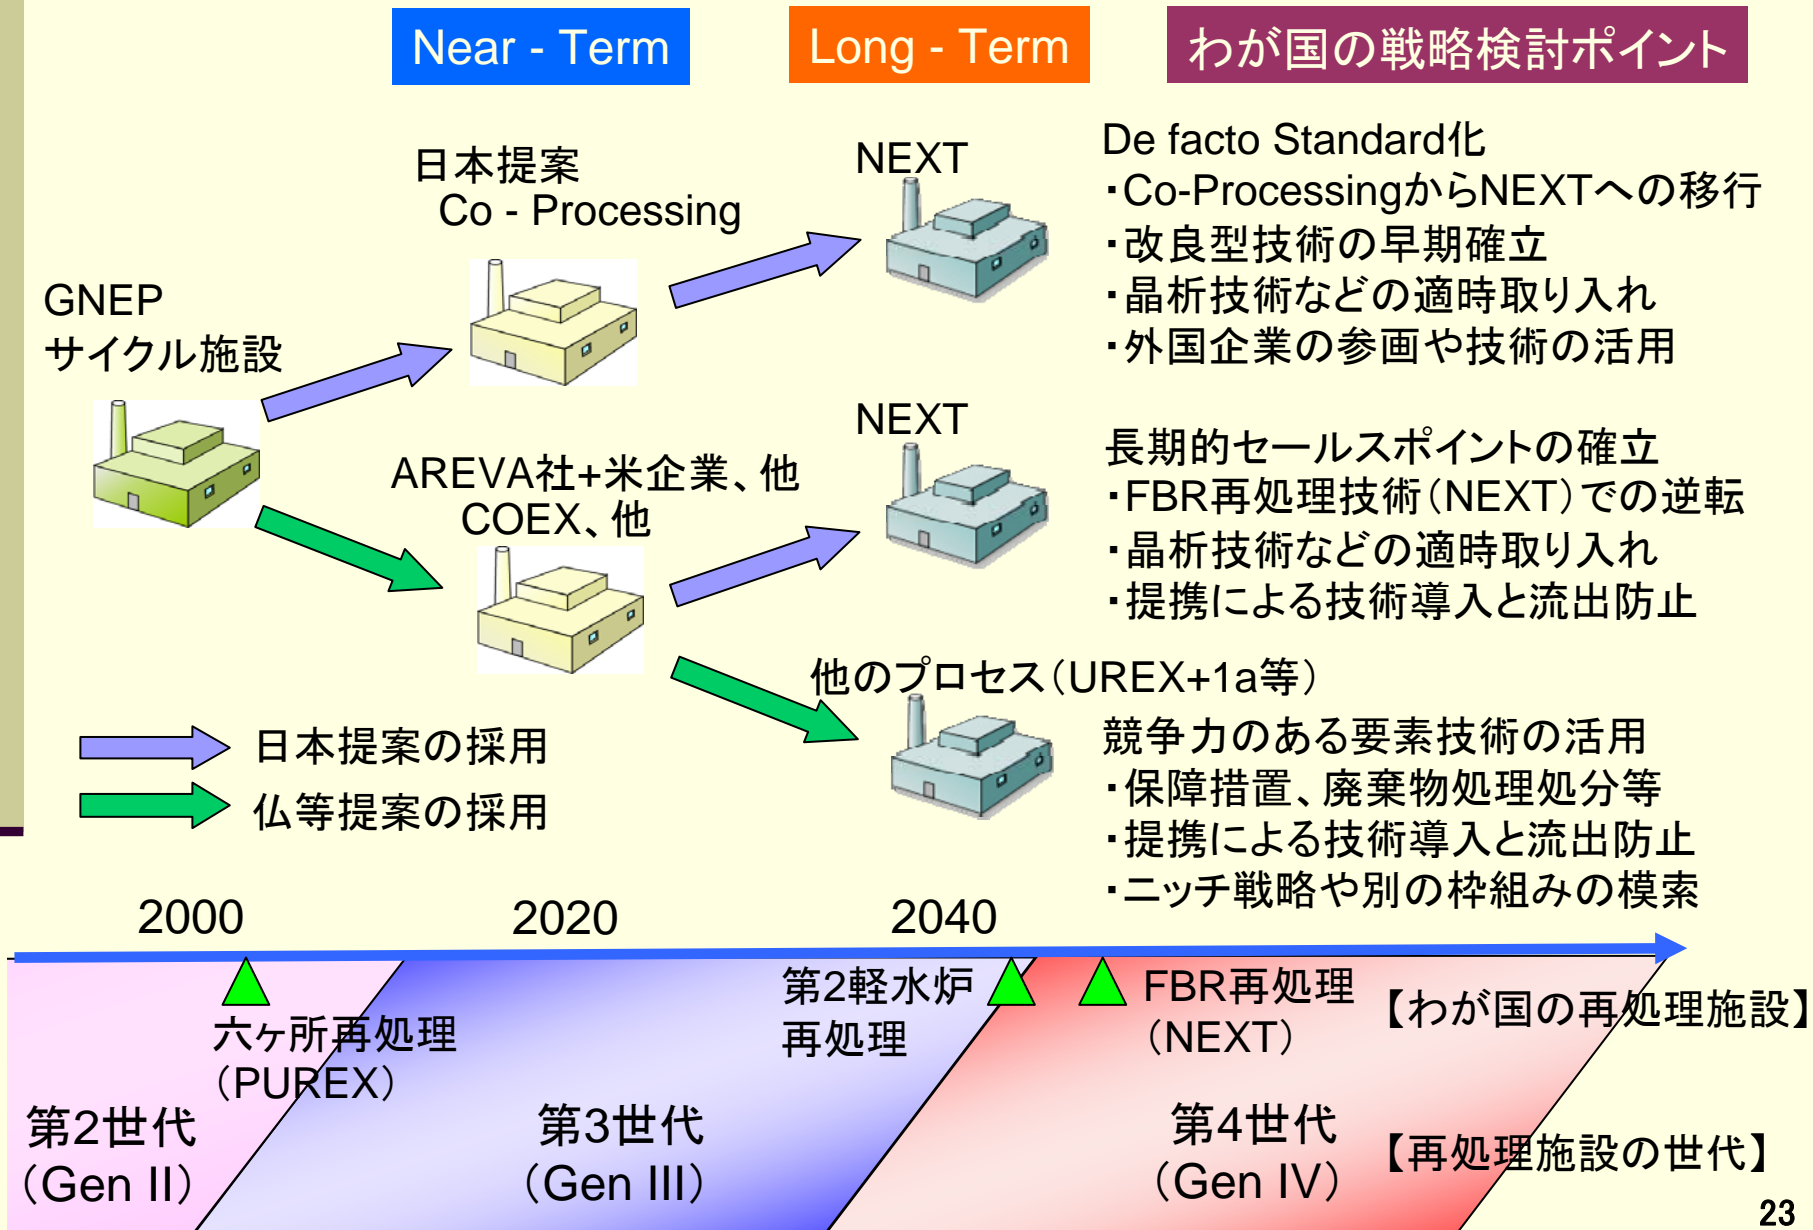 Near - Term
Long - Term
わが国の戦略検討ポイント
GNEP
サイクル施設
日本提案
Co - Processing
NEXT
De facto Standard化
・Co-ProcessingからNEXTへの移行
・改良型技術の早期確立
・晶析技術などの適時取り入れ
・外国企業の参画や技術の活用
AREVA社+米企業、他
COEX、他
NEXT
長期的セールスポイントの確立
・FBR再処理技術（NEXT）での逆転
・晶析技術などの適時取り入れ
・提携による技術導入と流出防止
他のプロセス（UREX+1a等）
競争力のある要素技術の活用
・保障措置、廃棄物処理処分等
・提携による技術導入と流出防止
・ニッチ戦略や別の枠組みの模索
日本提案の採用
仏等提案の採用
2000
2020
2040
六ヶ所再処理
（PUREX）
第2軽水炉
再処理
FBR再処理
（NEXT）
【わが国の再処理施設】
第2世代
（Gen II）
第3世代
（Gen III）
第4世代
（Gen IV）
【再処理施設の世代】
23